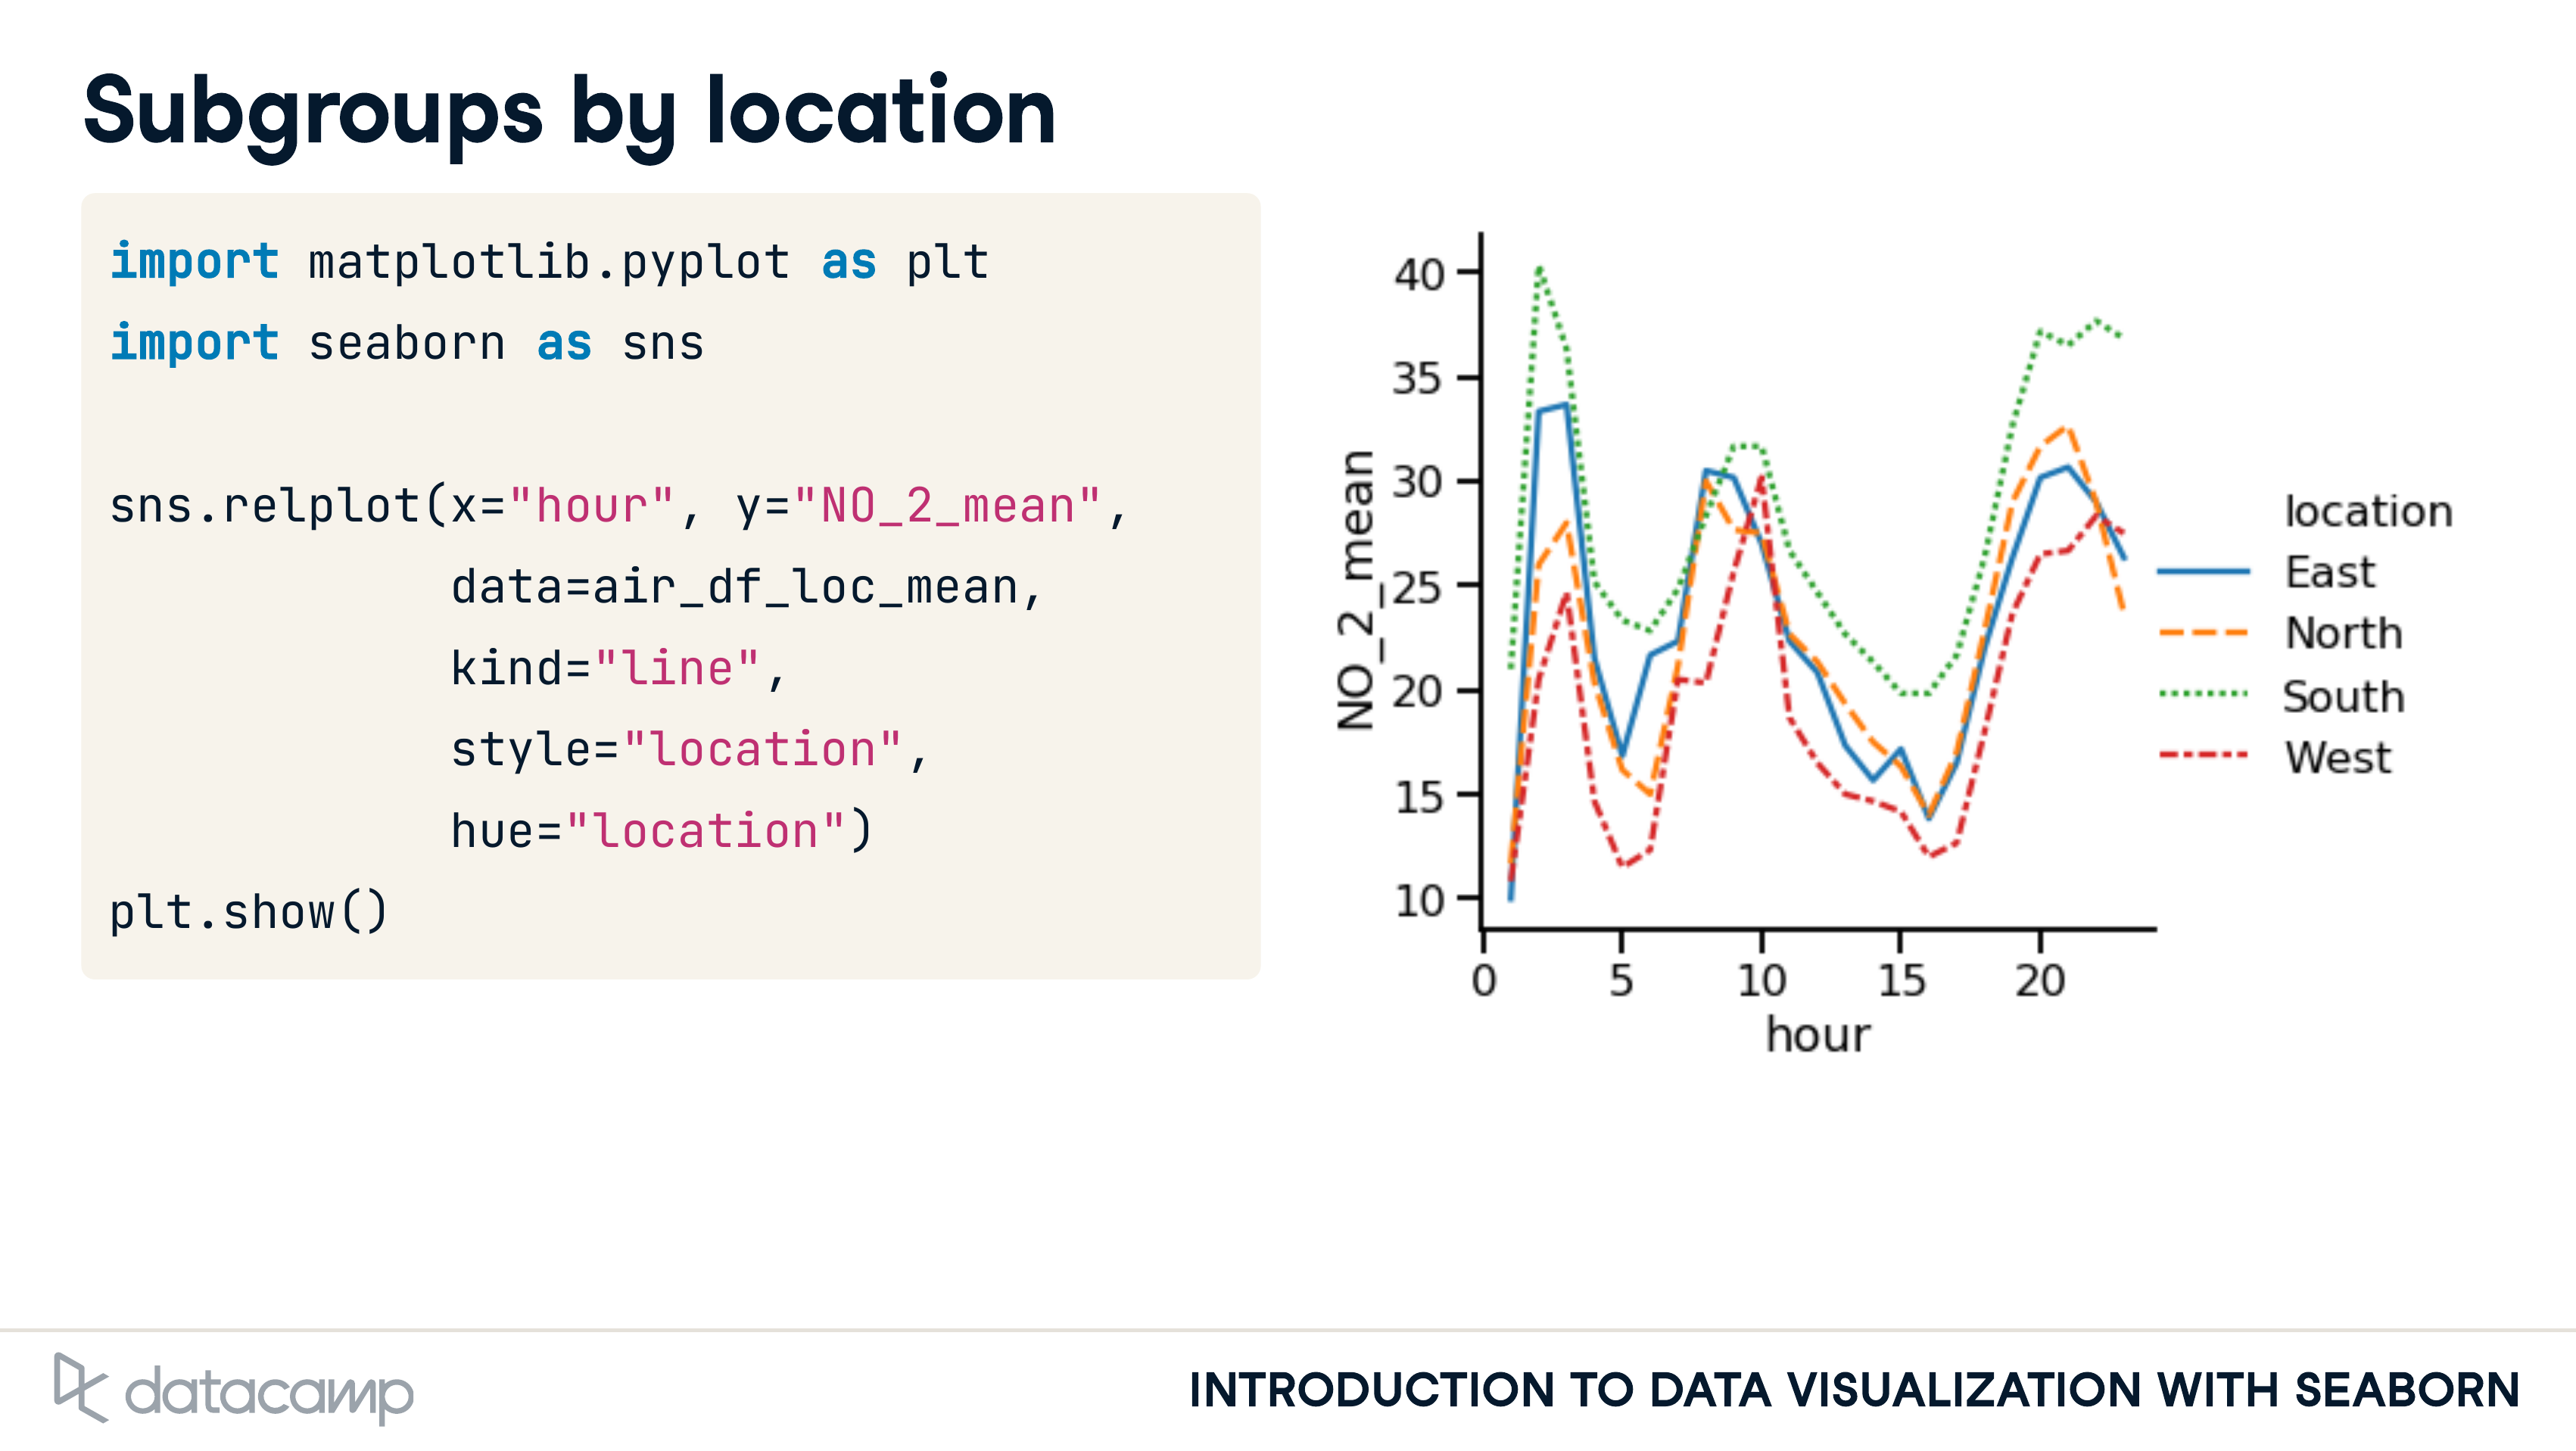 Subgroups by location
import matplotlib.pyplot as plt
import seaborn as sns
sns.relplot(x="hour", y="NO_2_mean",
            data=air_df_loc_mean,
            kind="line",
            style="location",
            hue="location")
plt.show()
NO_2_mean
40
35
30
25
20
15
10
0 5 10 15 20
hour
location
East
North
South
West
datacamp
INTRODUCTION TO DATA VISUALIZATION WITH SEABORN